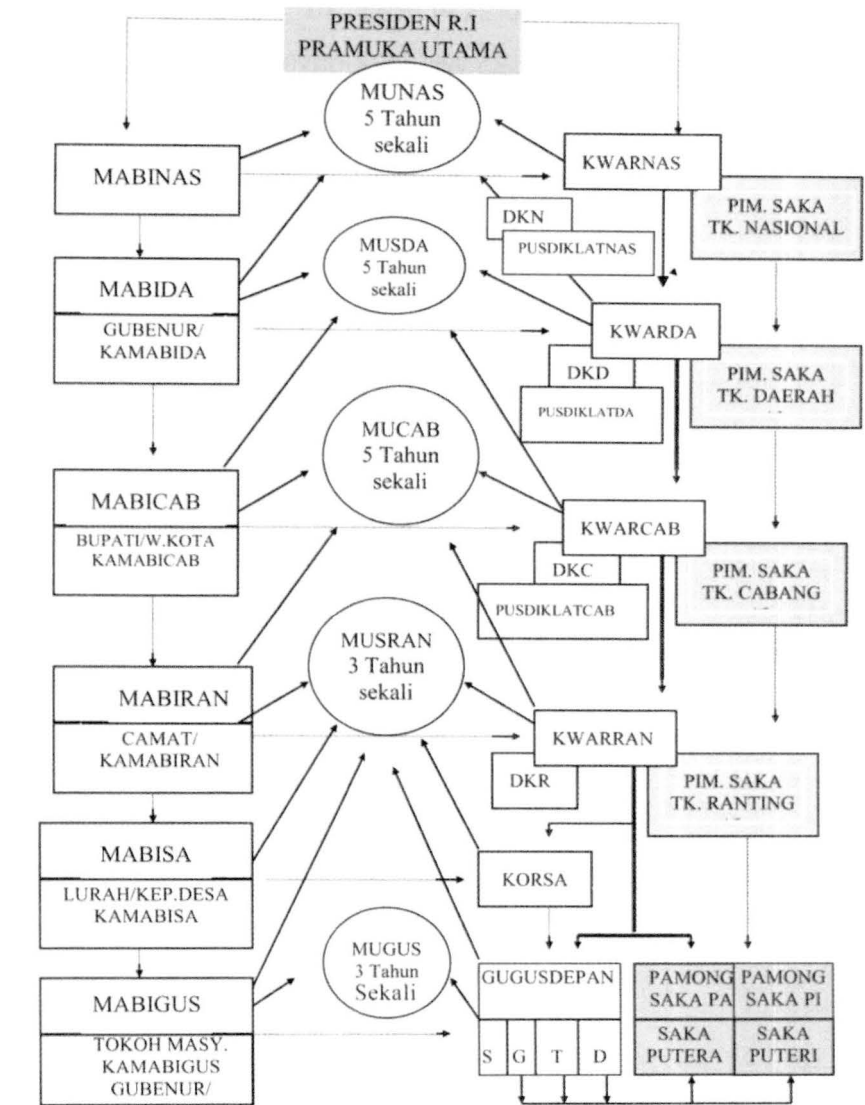 PRESIDEN R.I
PRAMUKA UTAMA
MUNAS
5 Tahun
sekali
MABINAS
KWARNAS
PIM. SAKA
TK. NASIONAL
DKN
PUSDIKLATNAS
MUSDA
5 Tahun
sekali
MABIDA
GUBENUR/
KAMABIDA
KWARDA
DKD
PUSDIKLATDA
PIM. SAKA
TK. DAERAH
MUCAB
5 Tahun
sekali
MABICAB
BUPATI/W.KOTA
KAMABICAB
KWARCAB
DKC
PUSDIKLATCAB
PIM. SAKA
TK. CABANG
MUSRAN
3 Tahun
sekali
MABIRAN
CAMAT/
KAMABIRAN
KWARRAN
DKR
PIM. SAKA
TK. RANTING
MABISA
LURAH/KEP.DESA
KAMABISA
KORSA
MUGUS
3 Tahun
Sekali
MABIGUS
TOKOH MASY.
KAMABIGUS
GUBENUR/
GUGUSDEPAN
S G T D
PAMONG
SAKA PA
PAMONG
SAKA PI
SAKA
PUTERA
SAKA
PUTERI